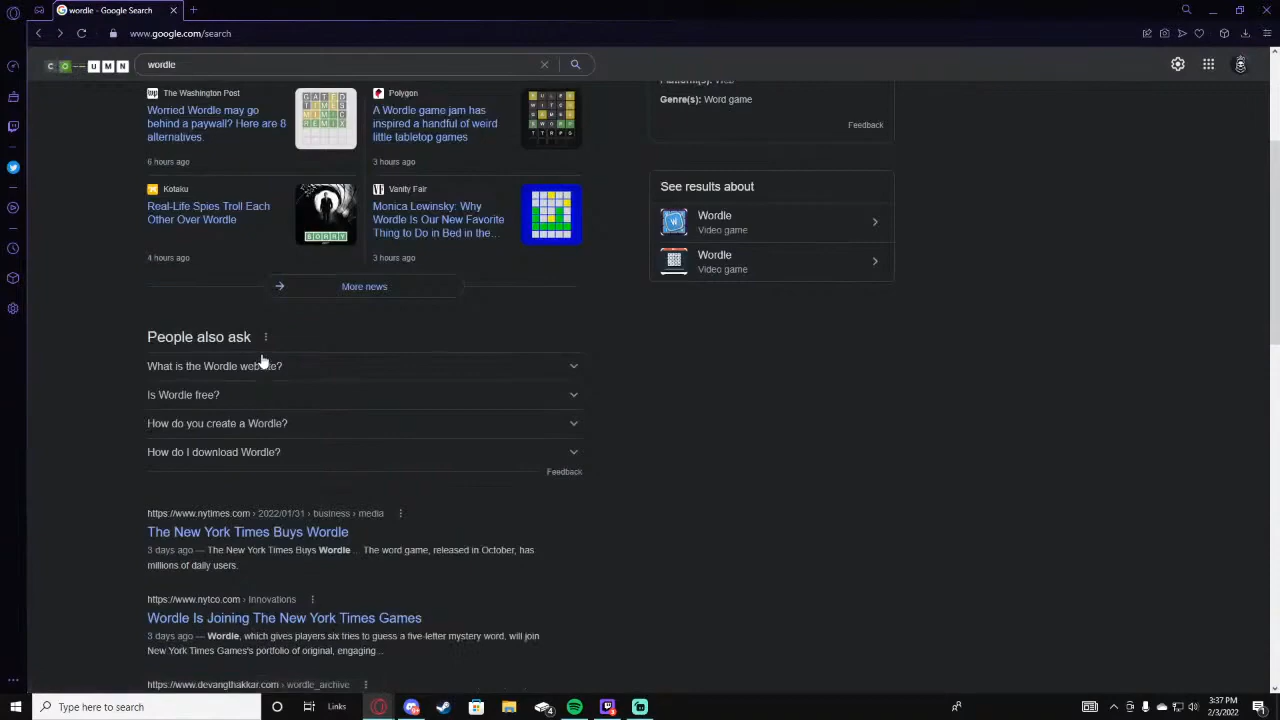 wordle - Google Search
www.google.com/search
C O U M N
wordle
The Washington Post
Worried Wordle may go
behind a paywall? Here are 8
alternatives.
6 hours ago
Polygon
A Wordle game jam has
inspired a handful of weird
little tabletop games
3 hours ago
Kotaku
Real-Life Spies Troll Each
Other Over Wordle
4 hours ago
BOBBY
Vanity Fair
Monica Lewinsky: Why
Wordle Is Our New Favorite
Thing to Do in Bed in the...
3 hours ago
More news
Platform(s): Web
Genre(s): Word game
Feedback
See results about
Wordle
Video game
Wordle
Video game
People also ask
What is the Wordle website?
Is Wordle free?
How do you create a Wordle?
How do I download Wordle?
Feedback
https://www.nytimes.com › 2022/01/31 › business › media
The New York Times Buys Wordle
3 days ago — The New York Times Buys Wordle ... The word game, released in October, has
millions of daily users.
https://www.nytco.com › Innovations
Wordle Is Joining The New York Times Games
3 days ago — Wordle, which gives players six tries to guess a five-letter mystery word, will join
New York Times Games's portfolio of original, engaging ...
https://www.devangthakkar.com › wordle_archive
Type here to search
Links
3:37 PM
2/3/2022